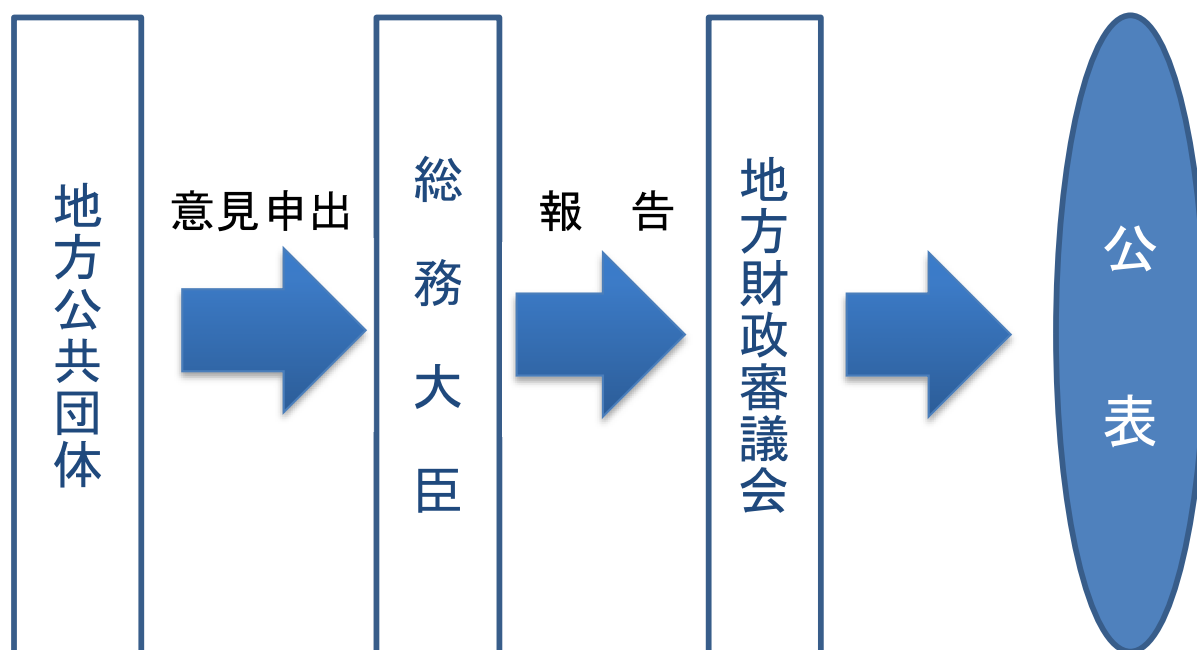 地方公共団体
意見申出
総務大臣
報　告
地方財政審議会
公表